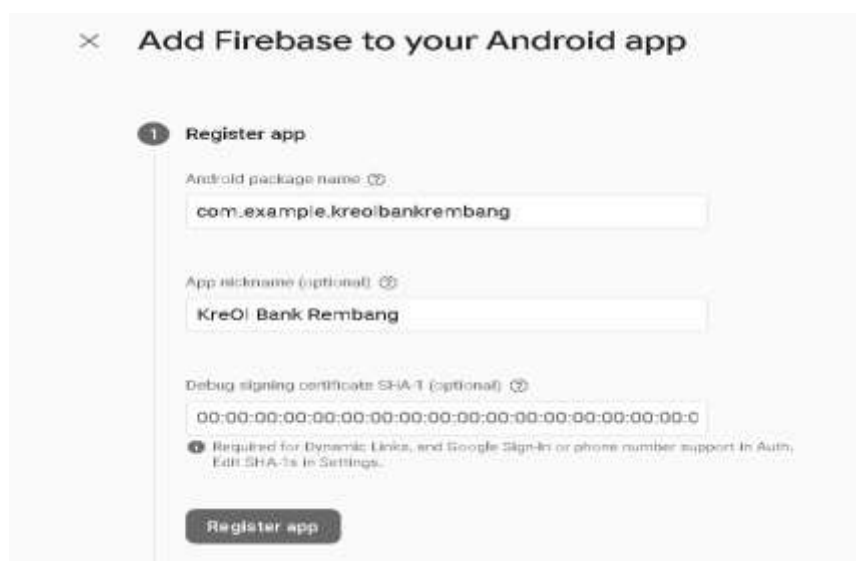 Add Firebase to your Android app
1 Register app
Android package name
com.example.kreolbankrembang
App nickname (optional)
KreOl Bank Rembang
Debug signing certificate SHA-1 (optional)
00:00:00:00:00:00:00:00:00:00:00:00:00:00:00:00:00:0
Required for Dynamic Links, and Google Sign-In or phone number support in Auth.
Edit SHA-1s in Settings.
Register app